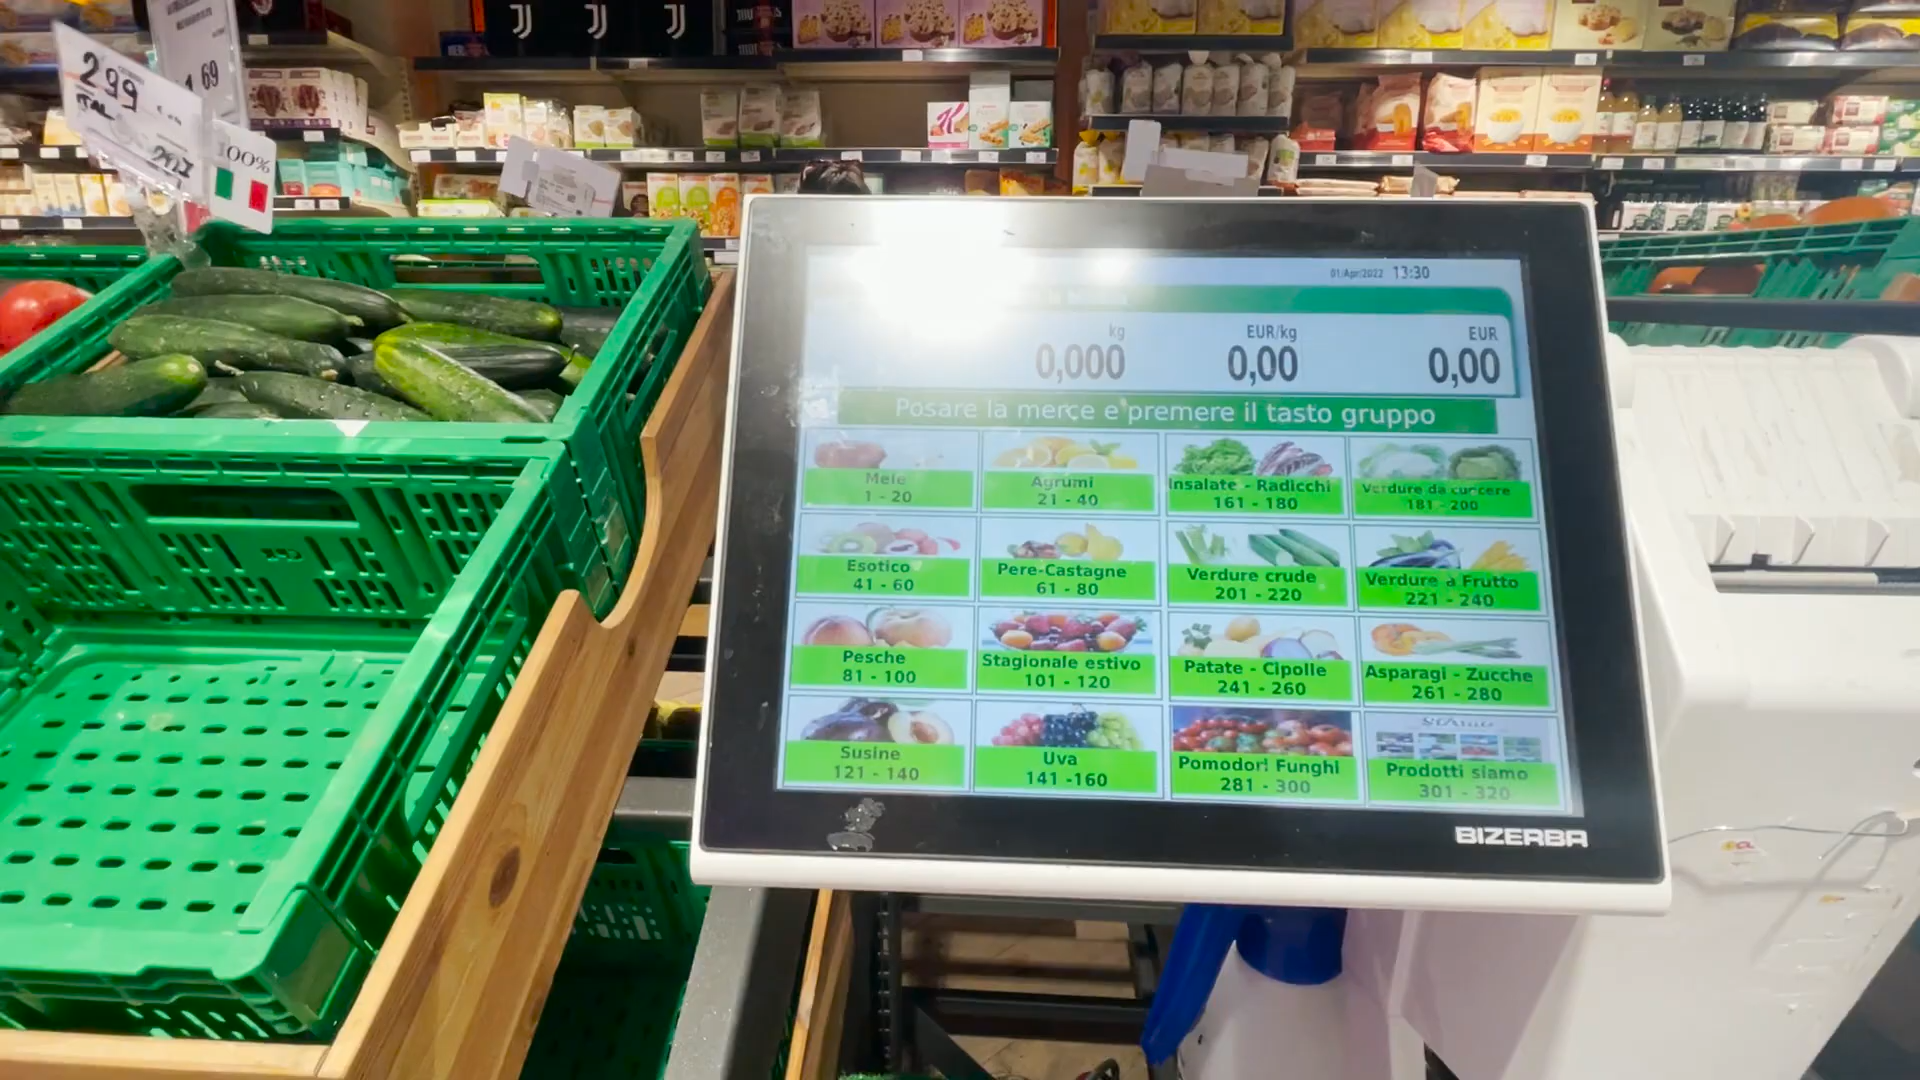 2 99
ITAL
69
100%
K
01/Apr/2022 13:30
kg
EUR/kg
EUR
0,000
0,00
0,00
Posare la merce e premere il tasto gruppo
Mele
1 - 20
Agrumi
21 - 40
Insalate - Radicchi
161 - 180
Verdure da cuocere
181 - 200
Esotico
41 - 60
Pere-Castagne
61 - 80
Verdure crude
201 - 220
Verdure a Frutto
221 - 240
Pesche
81 - 100
Stagionale estivo
101 - 120
Patate - Cipolle
241 - 260
Asparagi - Zucche
261 - 280
Susine
121 - 140
Uva
141 -160
Pomodori Funghi
281 - 300
Prodotti siamo
301 - 320
BIZERBA